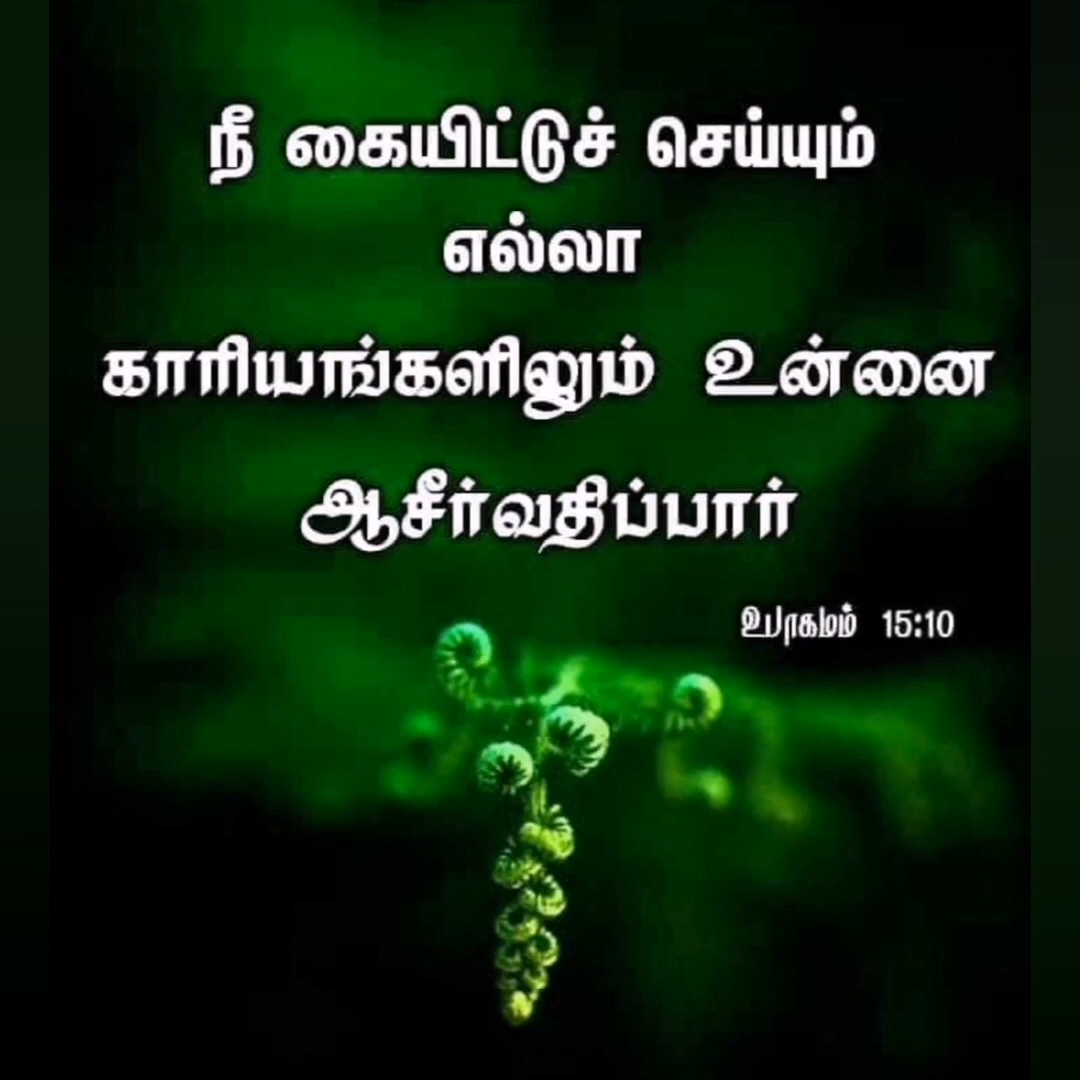 நீ கையிட்டுச் செய்யும்
எல்லா
காரியங்களிலும் உன்னை
ஆசீர்வதிப்பார்
உபாகமம் 15:10